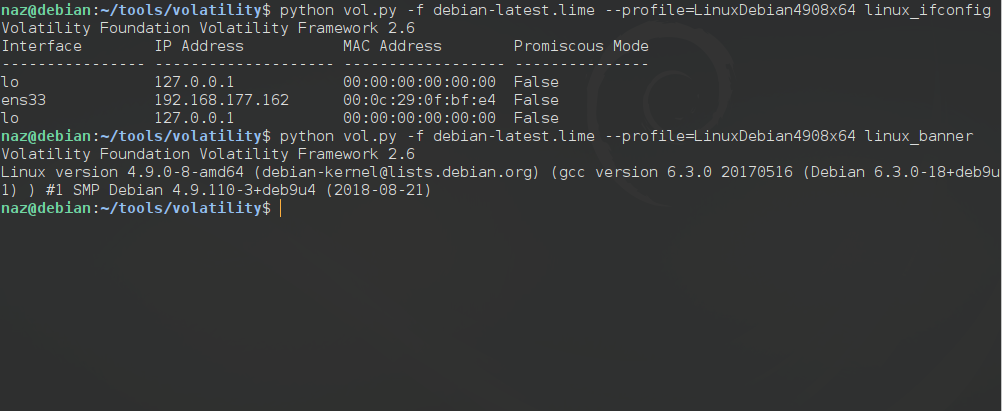 naz@debian:~/tools/volatility$ python vol.py -f debian-latest.lime --profile=LinuxDebian4908x64 linux_ifconfig
Volatility Foundation Volatility Framework 2.6
Interface        IP Address           MAC Address        Promiscous Mode
---------------- -------------------- ------------------ ---------------
lo               127.0.0.1            00:00:00:00:00:00  False
ens33            192.168.177.162      00:0c:29:0f:bf:e4  False
lo               127.0.0.1            00:00:00:00:00:00  False
naz@debian:~/tools/volatility$ python vol.py -f debian-latest.lime --profile=LinuxDebian4908x64 linux_banner
Volatility Foundation Volatility Framework 2.6
Linux version 4.9.0-8-amd64 (debian-kernel@lists.debian.org) (gcc version 6.3.0 20170516 (Debian 6.3.0-18+deb9u
1) ) #1 SMP Debian 4.9.110-3+deb9u4 (2018-08-21)
naz@debian:~/tools/volatility$